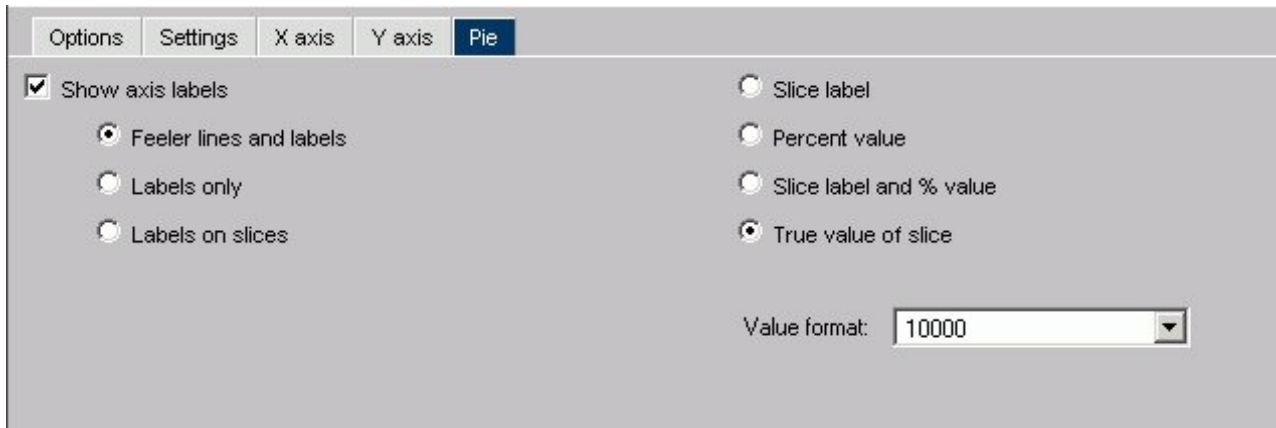 Options Settings X axis Y axis Pie
Show axis labels
Feeler lines and labels
Labels only
Labels on slices
Slice label
Percent value
Slice label and % value
True value of slice
Value format: 10000